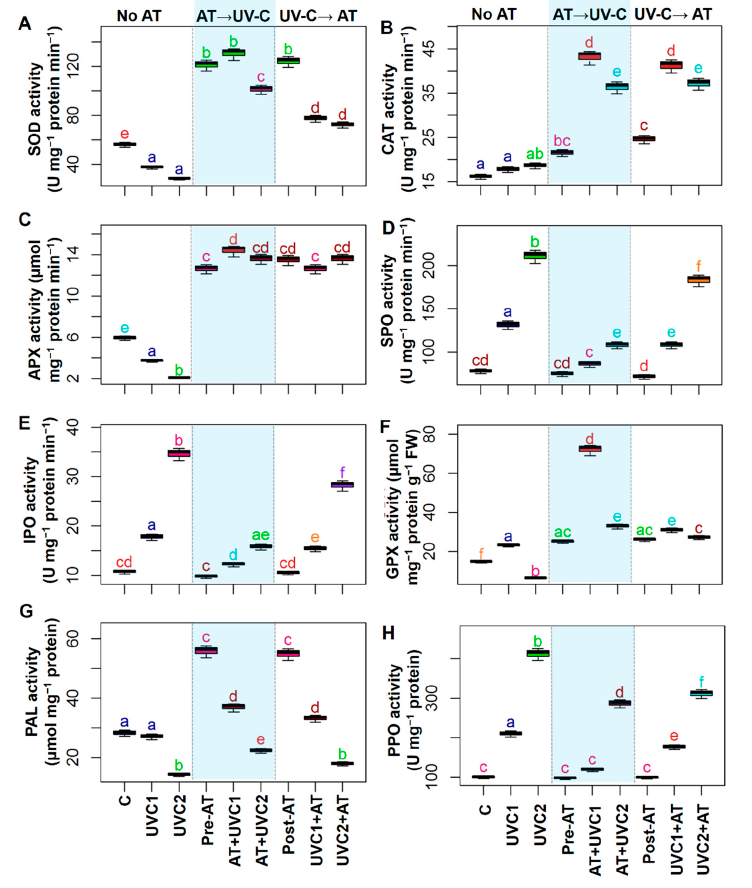 No AT AT→UV-C UV-C→ AT
A
SOD activity
(U mg⁻¹ protein min⁻¹)
120
80
40
e a a b b c b d d
No AT AT→UV-C UV-C→ AT
B
CAT activity
(U mg⁻¹ protein min⁻¹)
45
35
25
15
a a ab bc d e c d e
C
APX activity (µmol
mg⁻¹ protein min⁻¹)
14
10
6
2
e a b c d cd cd c cd
D
SPO activity
(U mg⁻¹ protein min⁻¹)
200
150
100
cd a b cd c e d e f
E
IPO activity
(U mg⁻¹ protein min⁻¹)
40
30
20
10
cd a b c d ae cd e f
F
GPX activity (µmol
mg⁻¹ protein g⁻¹ FW)
80
60
40
20
f a b ac d e ac e c
G
PAL activity
(µmol mg⁻¹ protein)
60
40
20
a a b c d e c d b
H
PPO activity
(U mg⁻¹ protein)
300
100
c a b c c d c e f
C
UVC1
UVC2
Pre-AT
AT+UVC1
AT+UVC2
Post-AT
UVC1+AT
UVC2+AT
C
UVC1
UVC2
Pre-AT
AT+UVC1
AT+UVC2
Post-AT
UVC1+AT
UVC2+AT